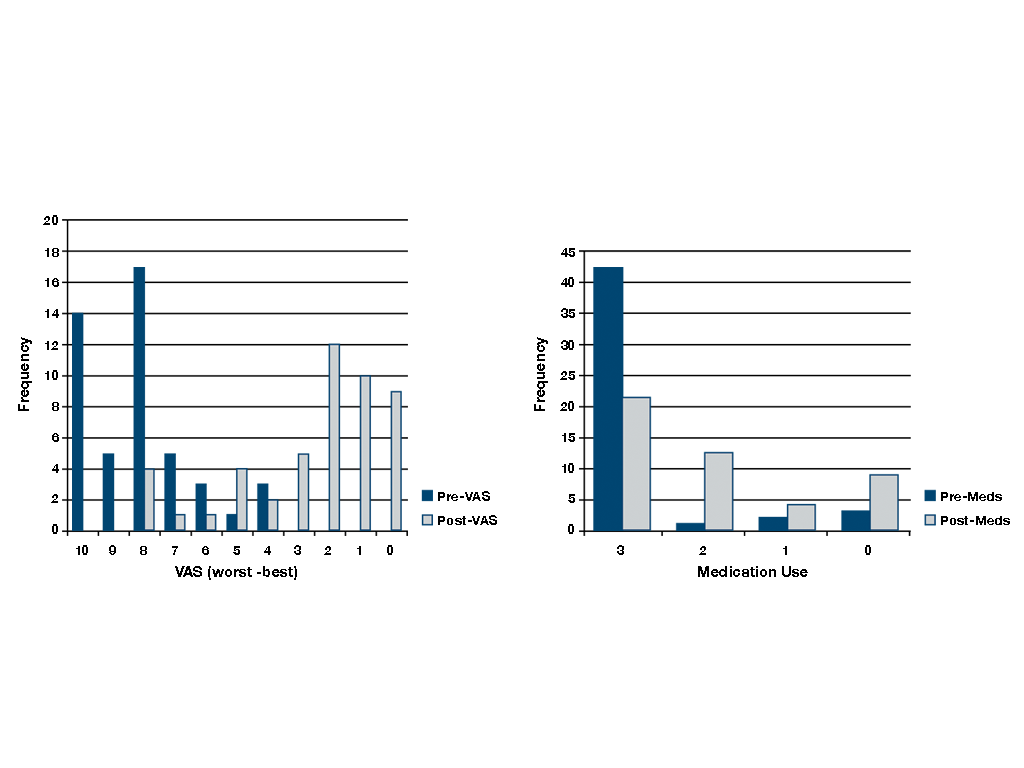 20
18
16
14
12
10
8
6
4
2
0
Frequency
10 9 8 7 6 5 4 3 2 1 0
VAS (worst -best)
Pre-VAS
Post-VAS
45
40
35
30
25
20
15
10
5
0
Frequency
3 2 1 0
Medication Use
Pre-Meds
Post-Meds